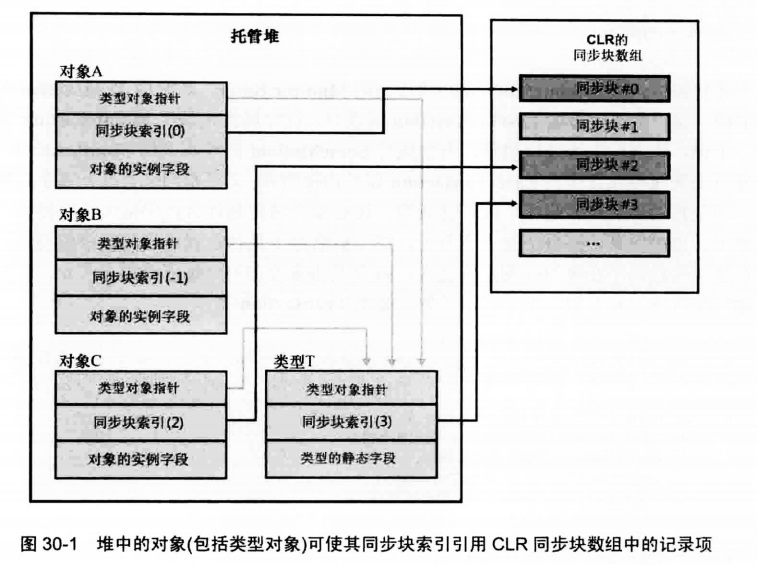 托管堆
对象A
类型对象指针
同步块索引(0)
对象的实例字段
对象B
类型对象指针
同步块索引(-1)
对象的实例字段
对象C
类型对象指针
同步块索引(2)
对象的实例字段
类型T
类型对象指针
同步块索引(3)
类型的静态字段
CLR的
同步块数组
同步块 #0
同步块 #1
同步块 #2
同步块 #3
...
图 30-1 堆中的对象(包括类型对象)可使其同步块索引引用 CLR 同步块数组中的记录项